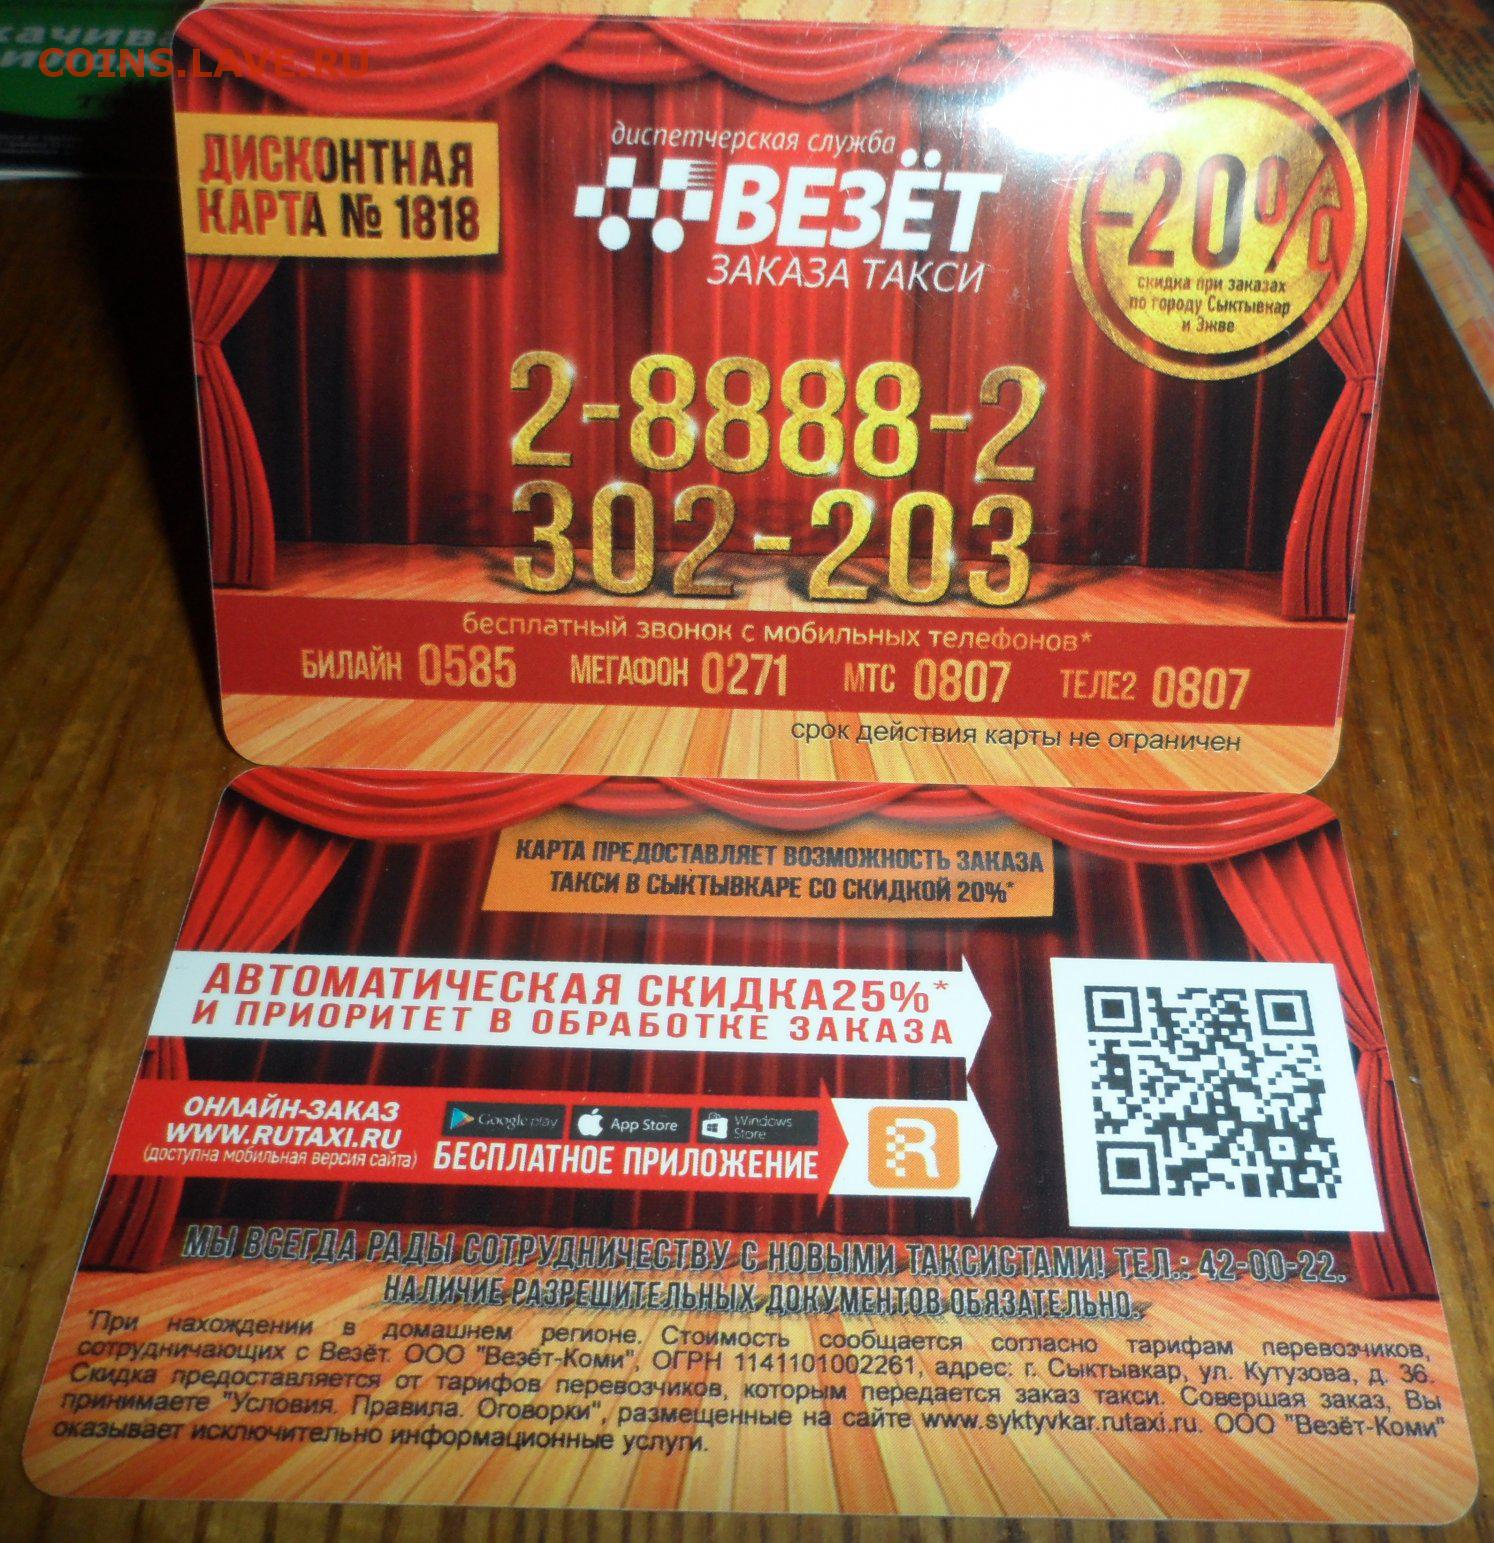 COINS.LAVE.RU
ДИСКОНТНАЯ
КАРТА № 1818
диспетчерская служба
ВЕЗЁТ
ЗАКАЗА ТАКСИ
-20%
скидка при заказах
по городу Сыктывкар
и Эжве
2-8888-2
302-203
бесплатный звонок с мобильных телефонов*
БИЛАЙН 0585 МЕГАФОН 0271 МТС 0807 ТЕЛЕ2 0807
срок действия карты не ограничен
КАРТА ПРЕДОСТАВЛЯЕТ ВОЗМОЖНОСТЬ ЗАКАЗА
ТАКСИ В СЫКТЫВКАРЕ СО СКИДКОЙ 20%*
АВТОМАТИЧЕСКАЯ СКИДКА25%*
И ПРИОРИТЕТ В ОБРАБОТКЕ ЗАКАЗА
ОНЛАЙН-ЗАКАЗ
WWW.RUTAXI.RU
(доступна мобильная версия сайта)
Google play
App Store
Windows
Store
БЕСПЛАТНОЕ ПРИЛОЖЕНИЕ
R
МЫ ВСЕГДА РАДЫ СОТРУДНИЧЕСТВУ С НОВЫМИ ТАКСИСТАМИ! ТЕЛ.: 42-00-22.
НАЛИЧИЕ РАЗРЕШИТЕЛЬНЫХ ДОКУМЕНТОВ ОБЯЗАТЕЛЬНО.
*При нахождении в домашнем регионе. Стоимость сообщается согласно тарифам перевозчиков,
сотрудничающих с Везёт. ООО "Везёт-Коми", ОГРН 1141101002261, адрес: г. Сыктывкар, ул. Кутузова, д. 36.
Скидка предоставляется от тарифов перевозчиков, которым передается заказ такси. Совершая заказ, Вы
принимаете "Условия. Правила. Оговорки", размещенные на сайте www.syktyvkar.rutaxi.ru. ООО "Везёт-Коми"
оказывает исключительно информационные услуги.